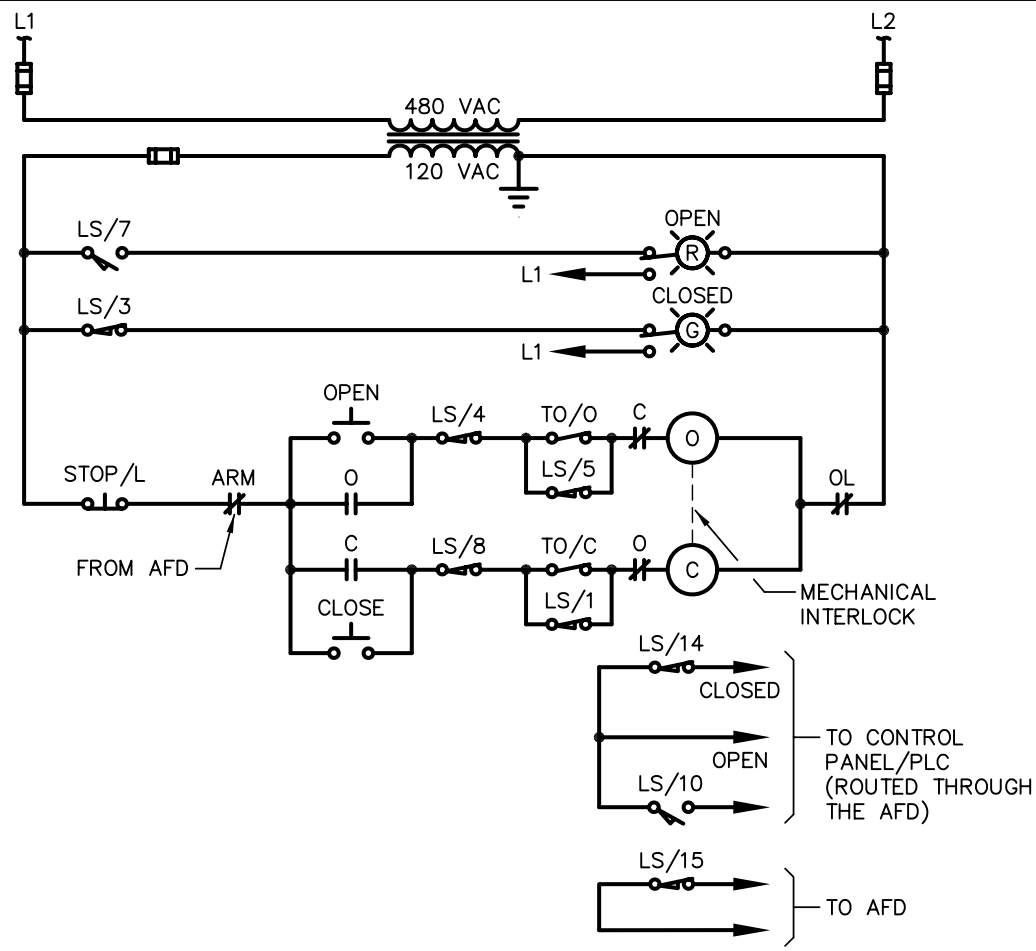 L1
L2
480 VAC
120 VAC
LS/7
OPEN
R
L1
LS/3
CLOSED
G
L1
OPEN
LS/4
TO/O
C
O
STOP/L
ARM
O
LS/5
OL
FROM AFD
C
LS/8
TO/C
O
C
CLOSE
LS/1
MECHANICAL
INTERLOCK
LS/14
CLOSED
OPEN
LS/10
TO CONTROL
PANEL/PLC
(ROUTED THROUGH
THE AFD)
LS/15
TO AFD